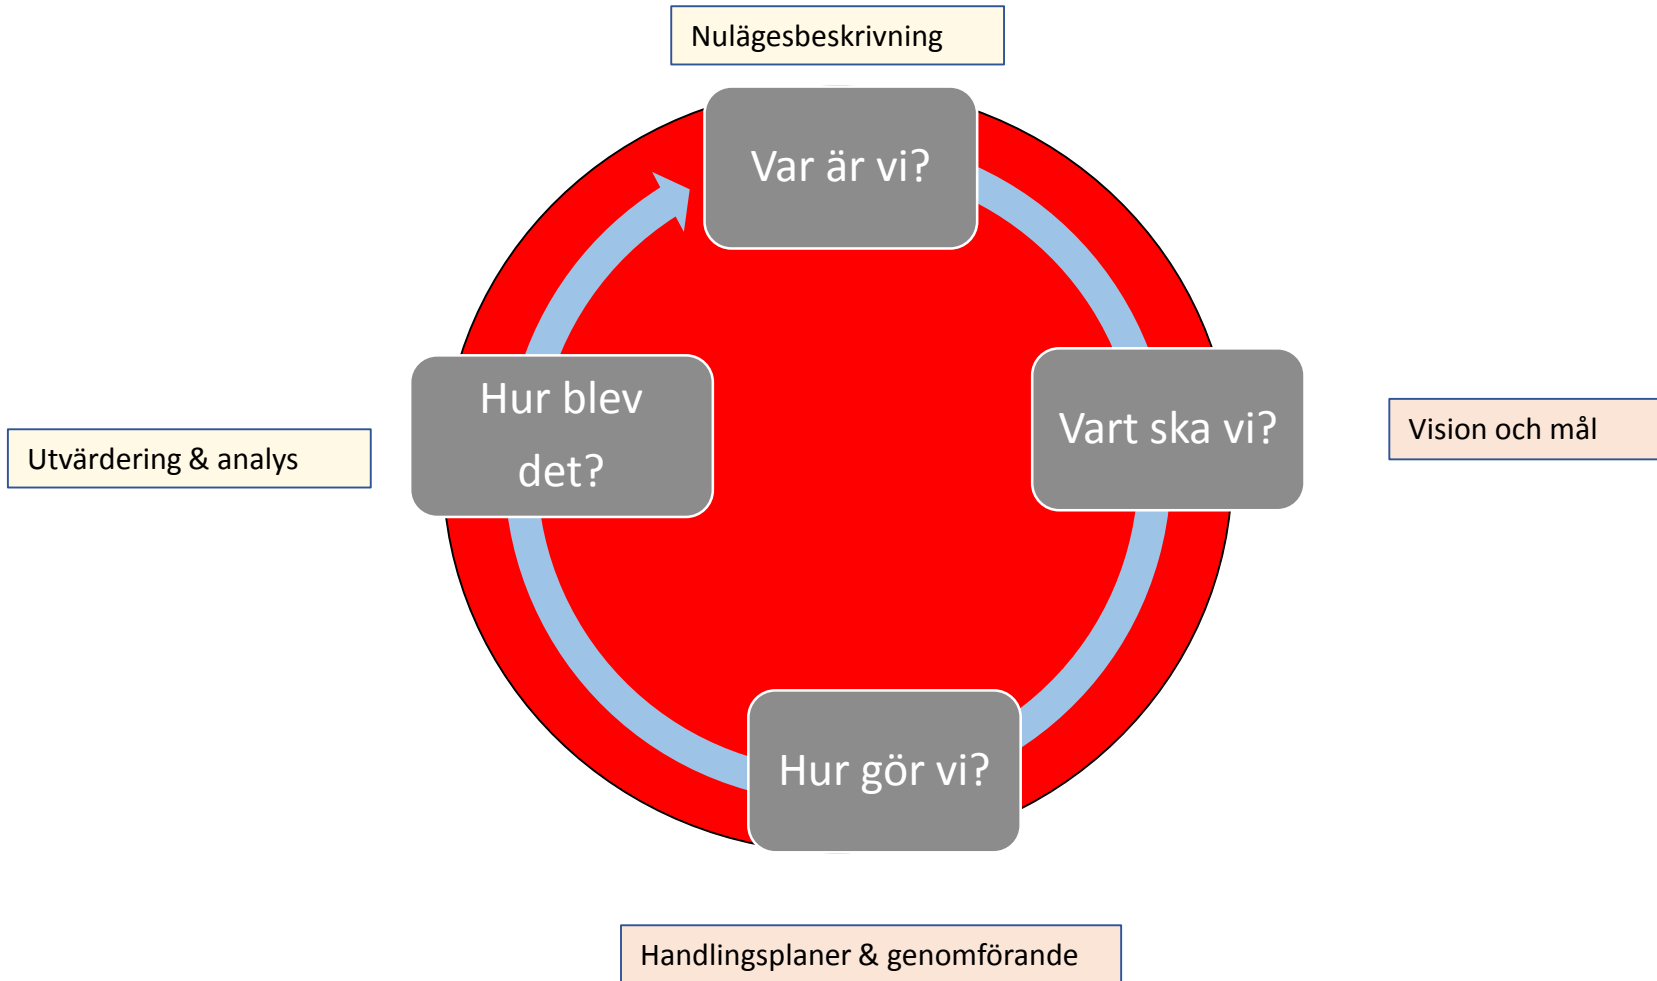 Nulägesbeskrivning
Var är vi?
Vart ska vi?
Vision och mål
Hur gör vi?
Handlingsplaner & genomförande
Hur blev
det?
Utvärdering & analys